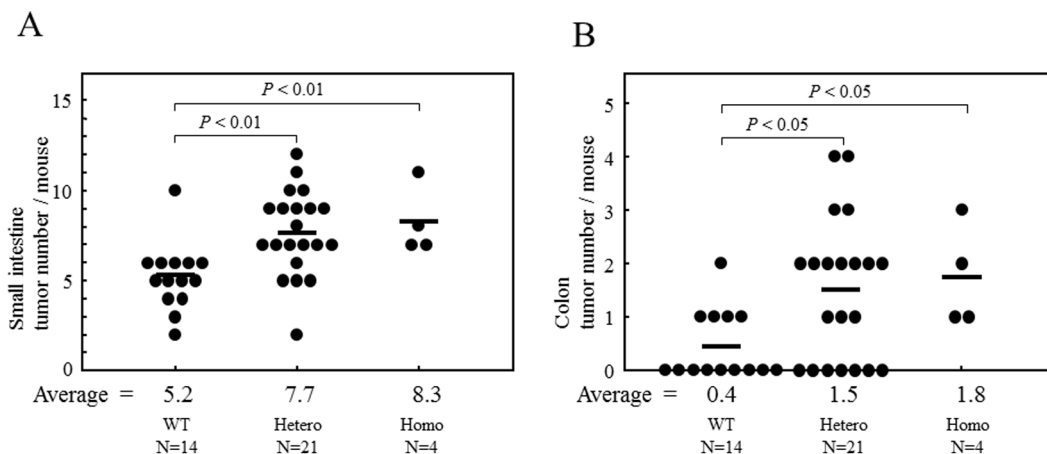 A
Small intestine
tumor number / mouse
15
10
5
0
P < 0.01
P < 0.01
Average = 5.2 7.7 8.3
WT Hetero Homo
N=14 N=21 N=4
B
Colon
tumor number / mouse
5
4
3
2
1
0
P < 0.05
P < 0.05
Average = 0.4 1.5 1.8
WT Hetero Homo
N=14 N=21 N=4